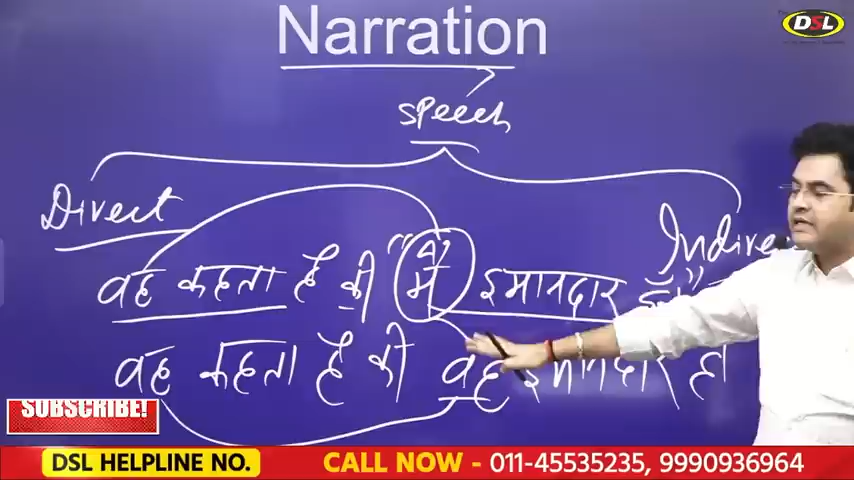 DSL
Narration
speech
Direct
Indire
वह कहता है की " मैं इमानदार "
वह कहता है की वह इमानदार है
SUBSCRIBE!
DSL HELPLINE NO. CALL NOW - 011-45535235, 9990936964